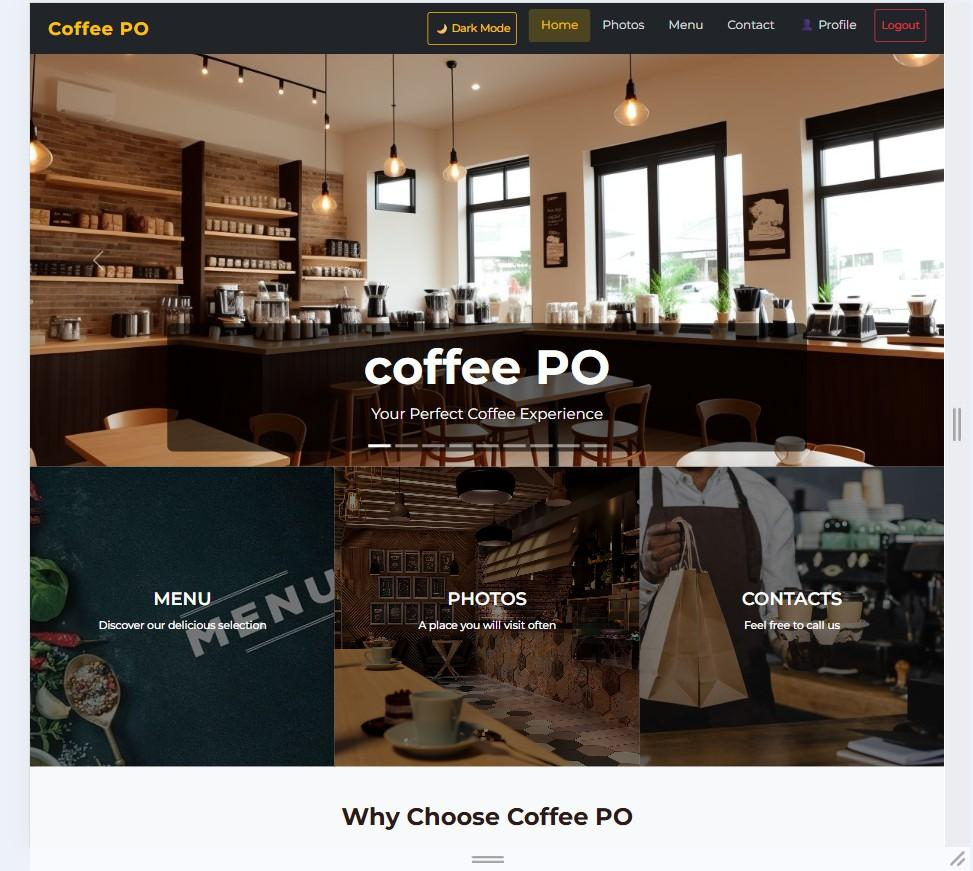 Coffee PO
🌙 Dark Mode
Home
Photos
Menu
Contact
👤 Profile
Logout
coffee PO
Your Perfect Coffee Experience
MENU
MENU
Discover our delicious selection
PHOTOS
A place you will visit often
CONTACTS
Feel free to call us
Why Choose Coffee PO